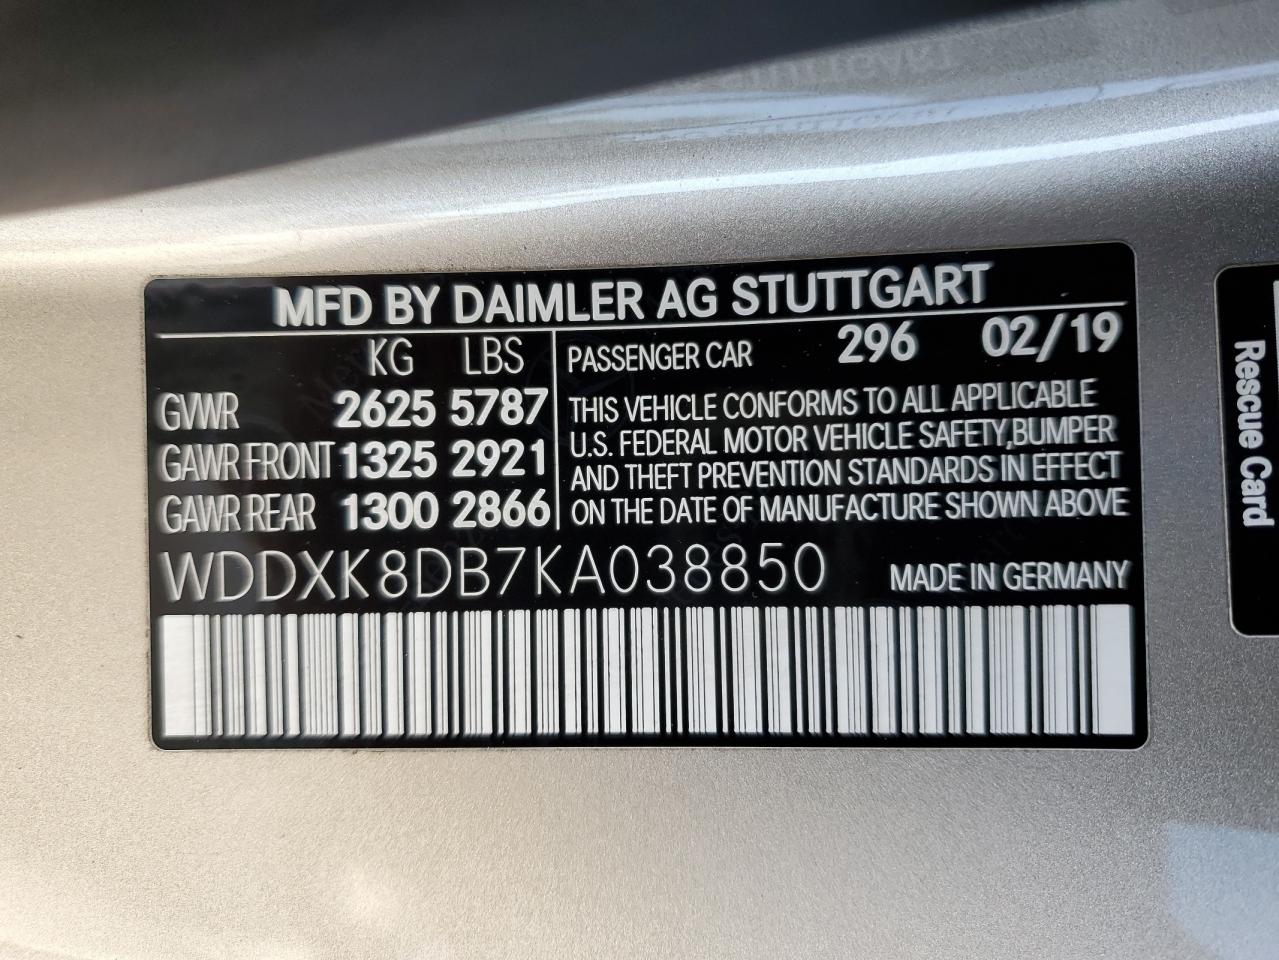 MFD BY DAIMLER AG STUTTGART
KG LBS
GVWR 2625 5787
GAWR FRONT 1325 2921
GAWR REAR 1300 2866
PASSENGER CAR 296 02/19
THIS VEHICLE CONFORMS TO ALL APPLICABLE
U.S. FEDERAL MOTOR VEHICLE SAFETY,BUMPER
AND THEFT PREVENTION STANDARDS IN EFFECT
ON THE DATE OF MANUFACTURE SHOWN ABOVE
WDDXK8DB7KA038850 MADE IN GERMANY
Rescue Card